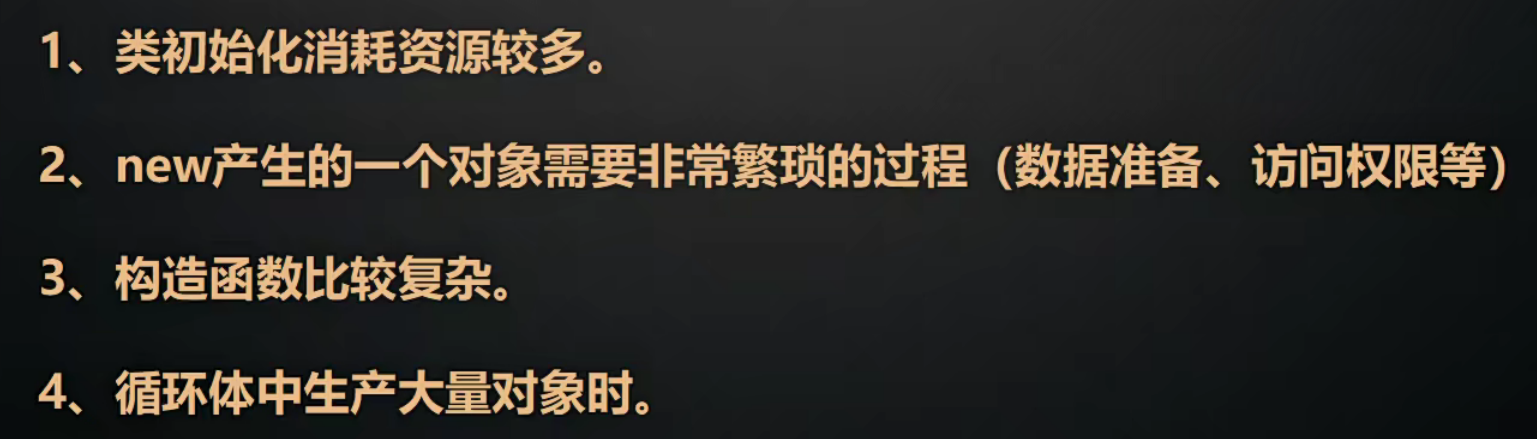 1、类初始化消耗资源较多。
2、new产生的一个对象需要非常繁琐的过程（数据准备、访问权限等）
3、构造函数比较复杂。
4、循环体中生产大量对象时。